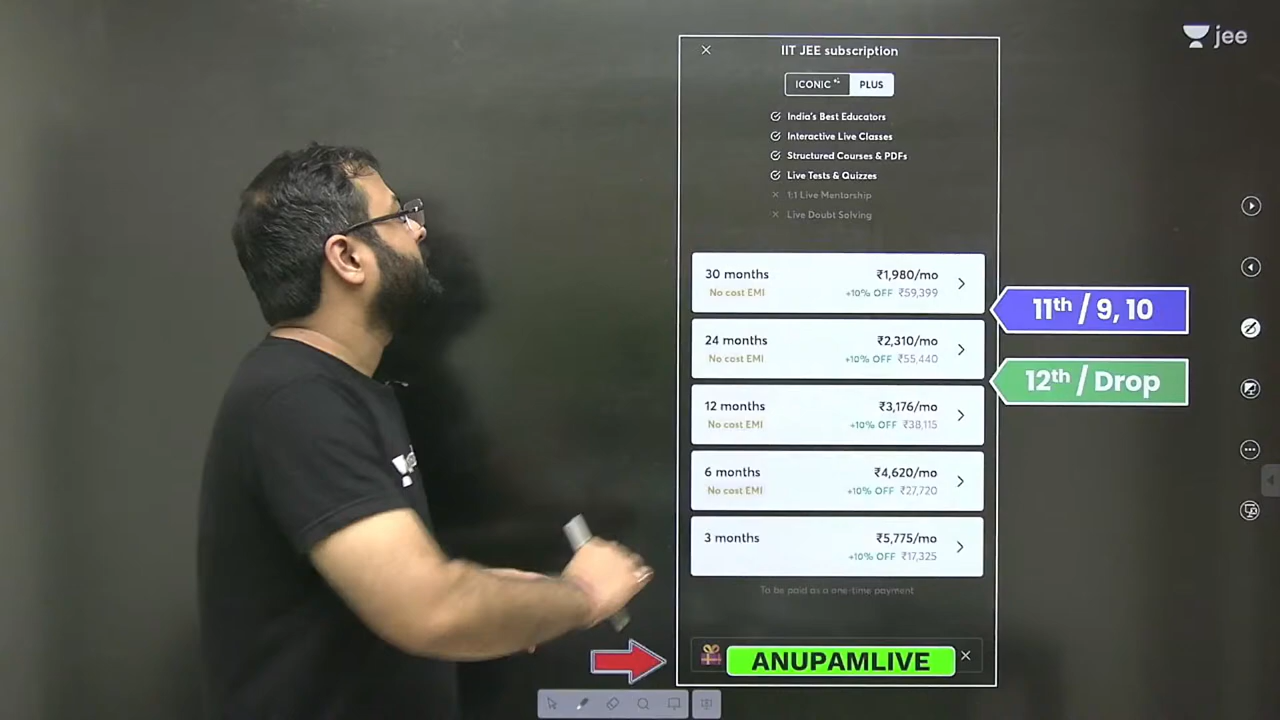 jee
IIT JEE subscription
ICONIC PLUS
India's Best Educators
Interactive Live Classes
Structured Courses & PDFs
Live Tests & Quizzes
1:1 Live Mentorship
Live Doubt Solving
30 months ₹1,980/mo
No cost EMI +10% OFF ₹59,399
11th / 9, 10
24 months ₹2,310/mo
No cost EMI +10% OFF ₹55,440
12th / Drop
12 months ₹3,176/mo
No cost EMI +10% OFF ₹38,115
6 months ₹4,620/mo
No cost EMI +10% OFF ₹27,720
3 months ₹5,775/mo
+10% OFF ₹17,325
To be paid as a one-time payment
ANUPAMLIVE